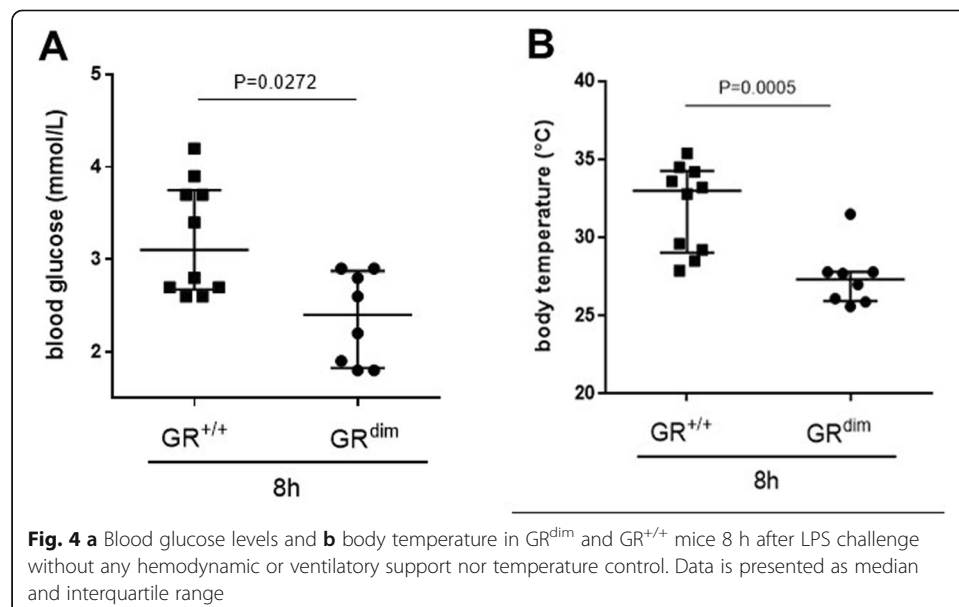 A
P=0.0272
blood glucose (mmol/L)
5
4
3
2
GR+/+
GRdim
8h
B
P=0.0005
body temperature (°C)
40
35
30
25
20
GR+/+
GRdim
8h
Fig. 4 a Blood glucose levels and b body temperature in GRdim and GR+/+ mice 8 h after LPS challenge
without any hemodynamic or ventilatory support nor temperature control. Data is presented as median
and interquartile range